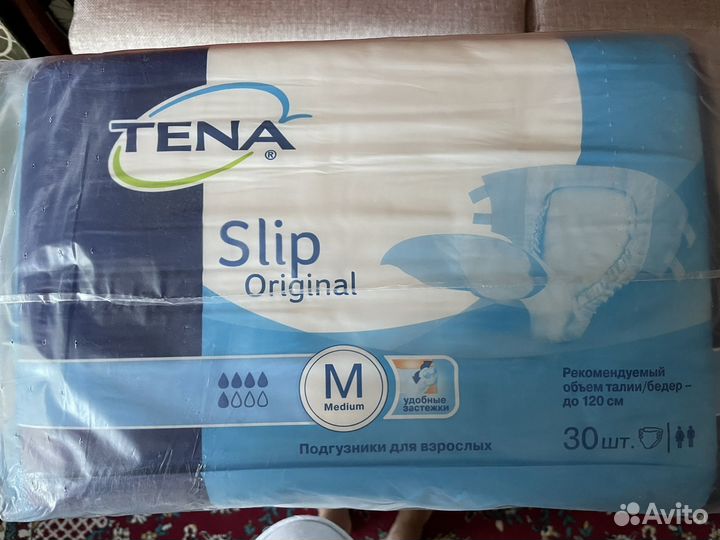 TENA®
Slip
Original
M
Medium
удобные
застежки
Рекомендуемый
объем талии/бедер –
до 120 см
Подгузники для взрослых
30 шт.
Avito